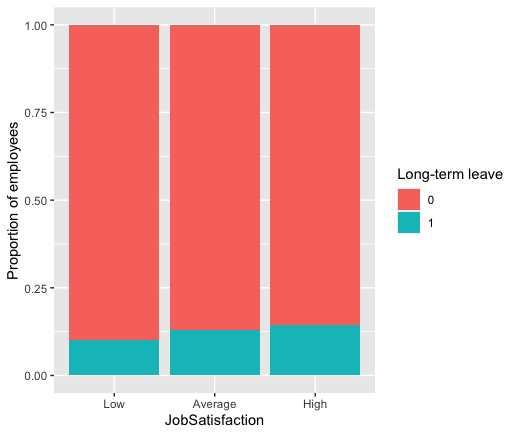 1.00
0.75
0.50
0.25
0.00
Proportion of employees
Low Average High
JobSatisfaction
Long-term leave
0
1